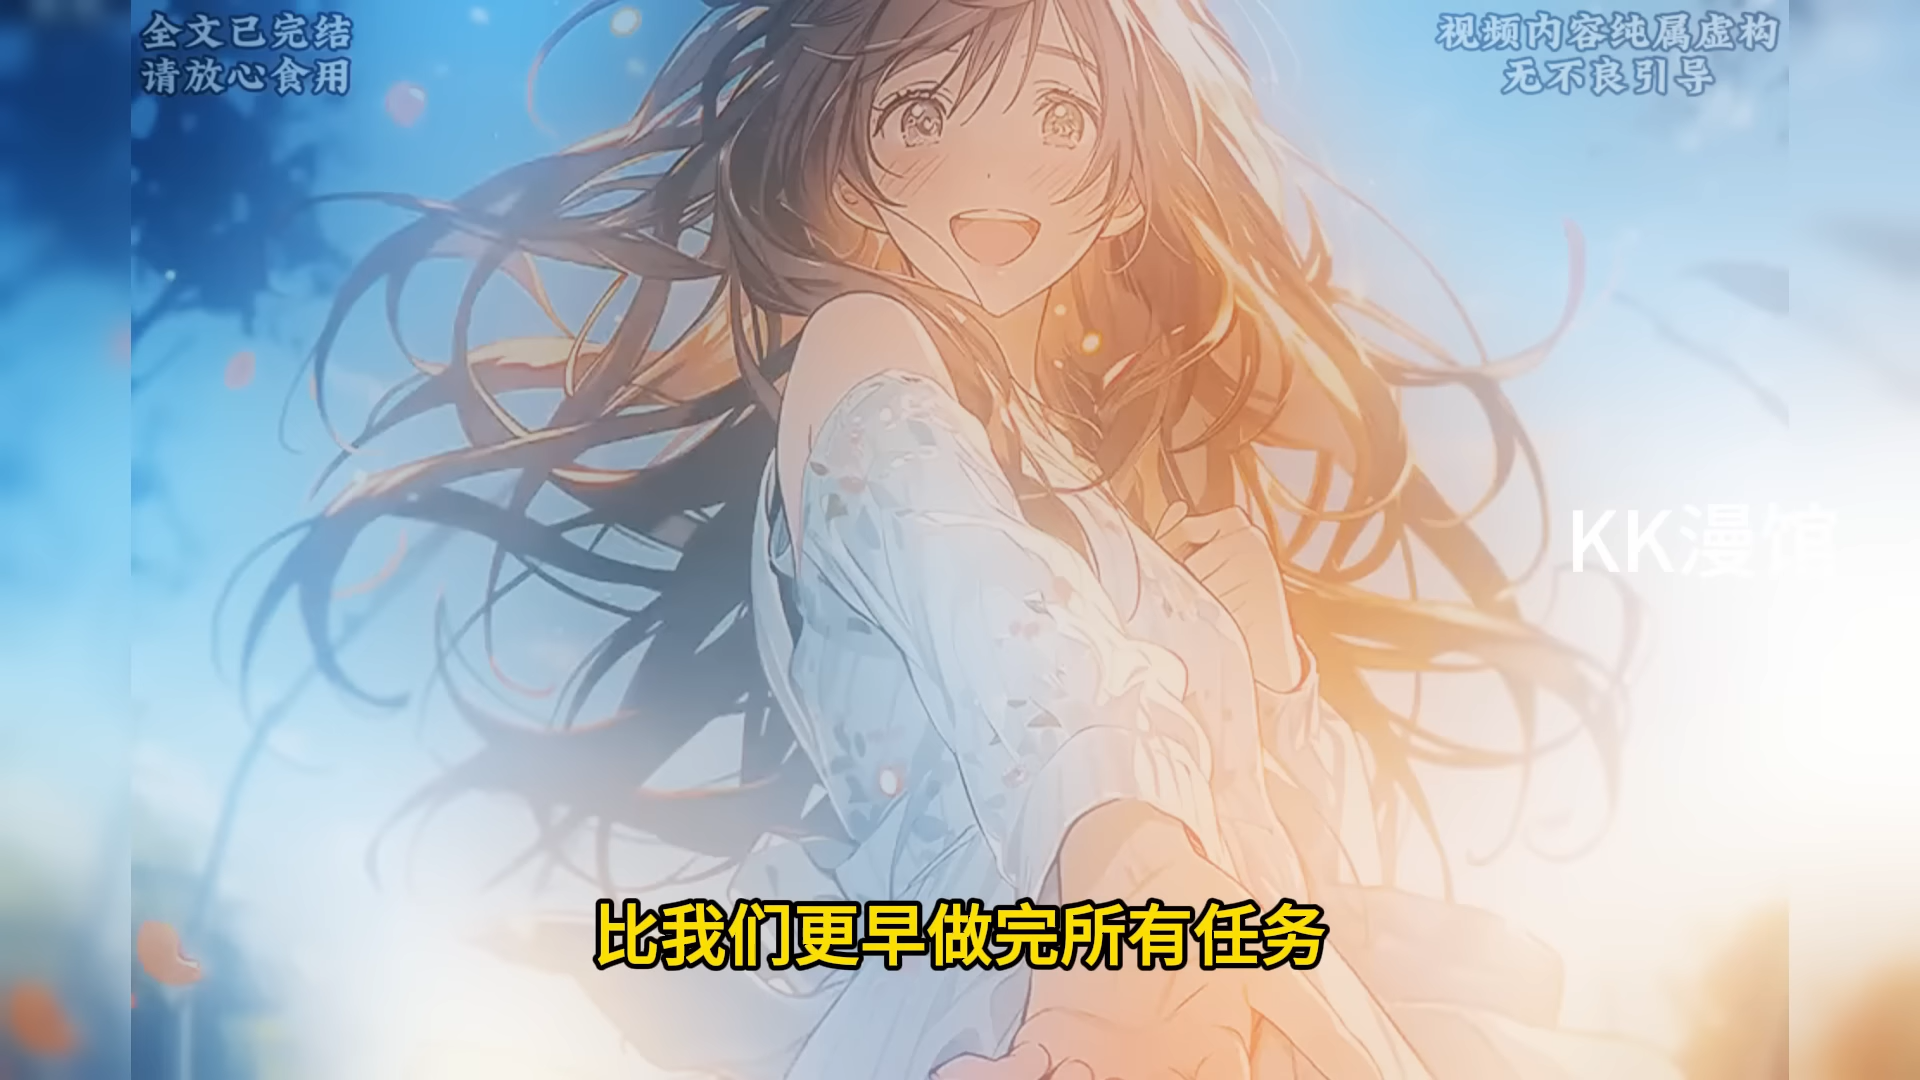 全文已完结
请放心食用
视频内容纯属虚构
无不良引导
KK漫馆
比我们更早做完所有任务